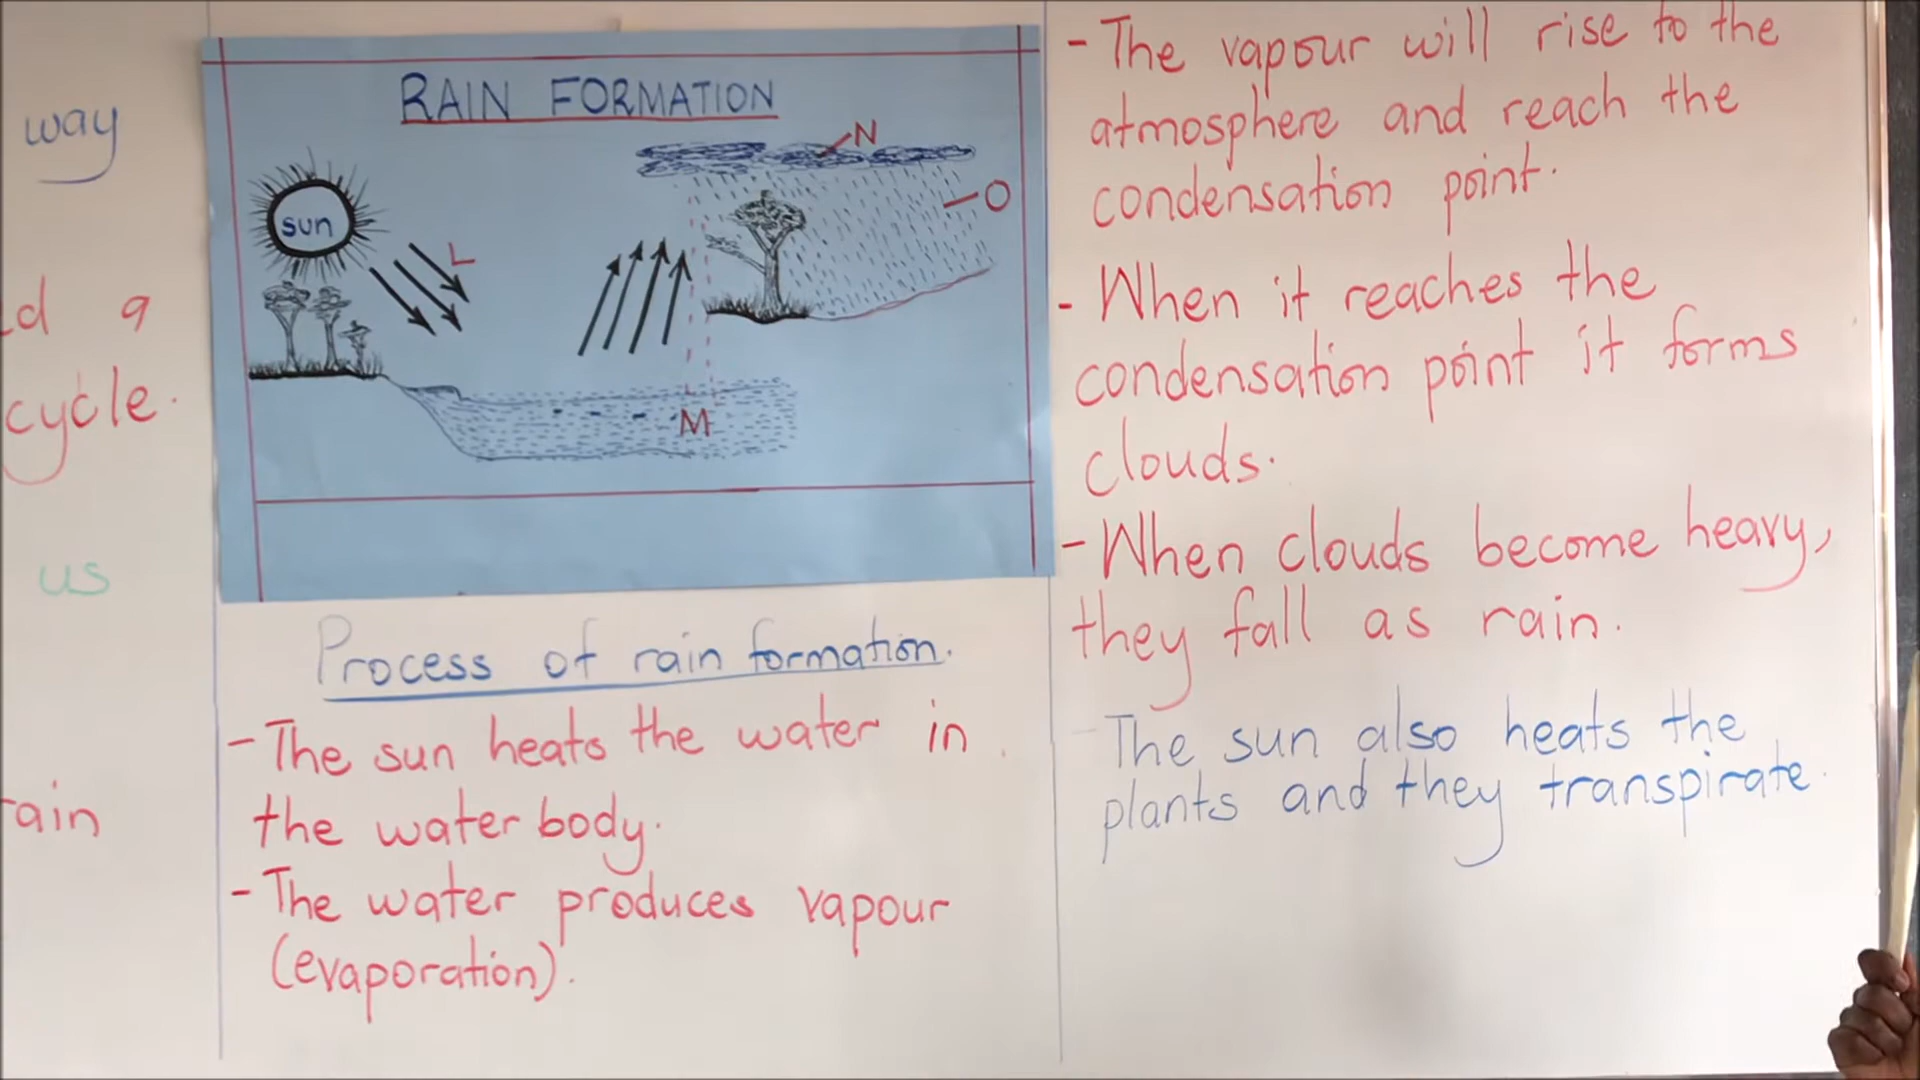 way
d a
cycle.
us
rain
RAIN FORMATION
sun
L
N
O
M
Process of rain formation.
- The sun heats the water in
the water body.
- The water produces vapour
(evaporation).
- The vapour will rise to the
atmosphere and reach the
condensation point.
- When it reaches the
condensation point it forms
clouds.
- When clouds become heavy,
they fall as rain.
- The sun also heats the
plants and they transpirate.